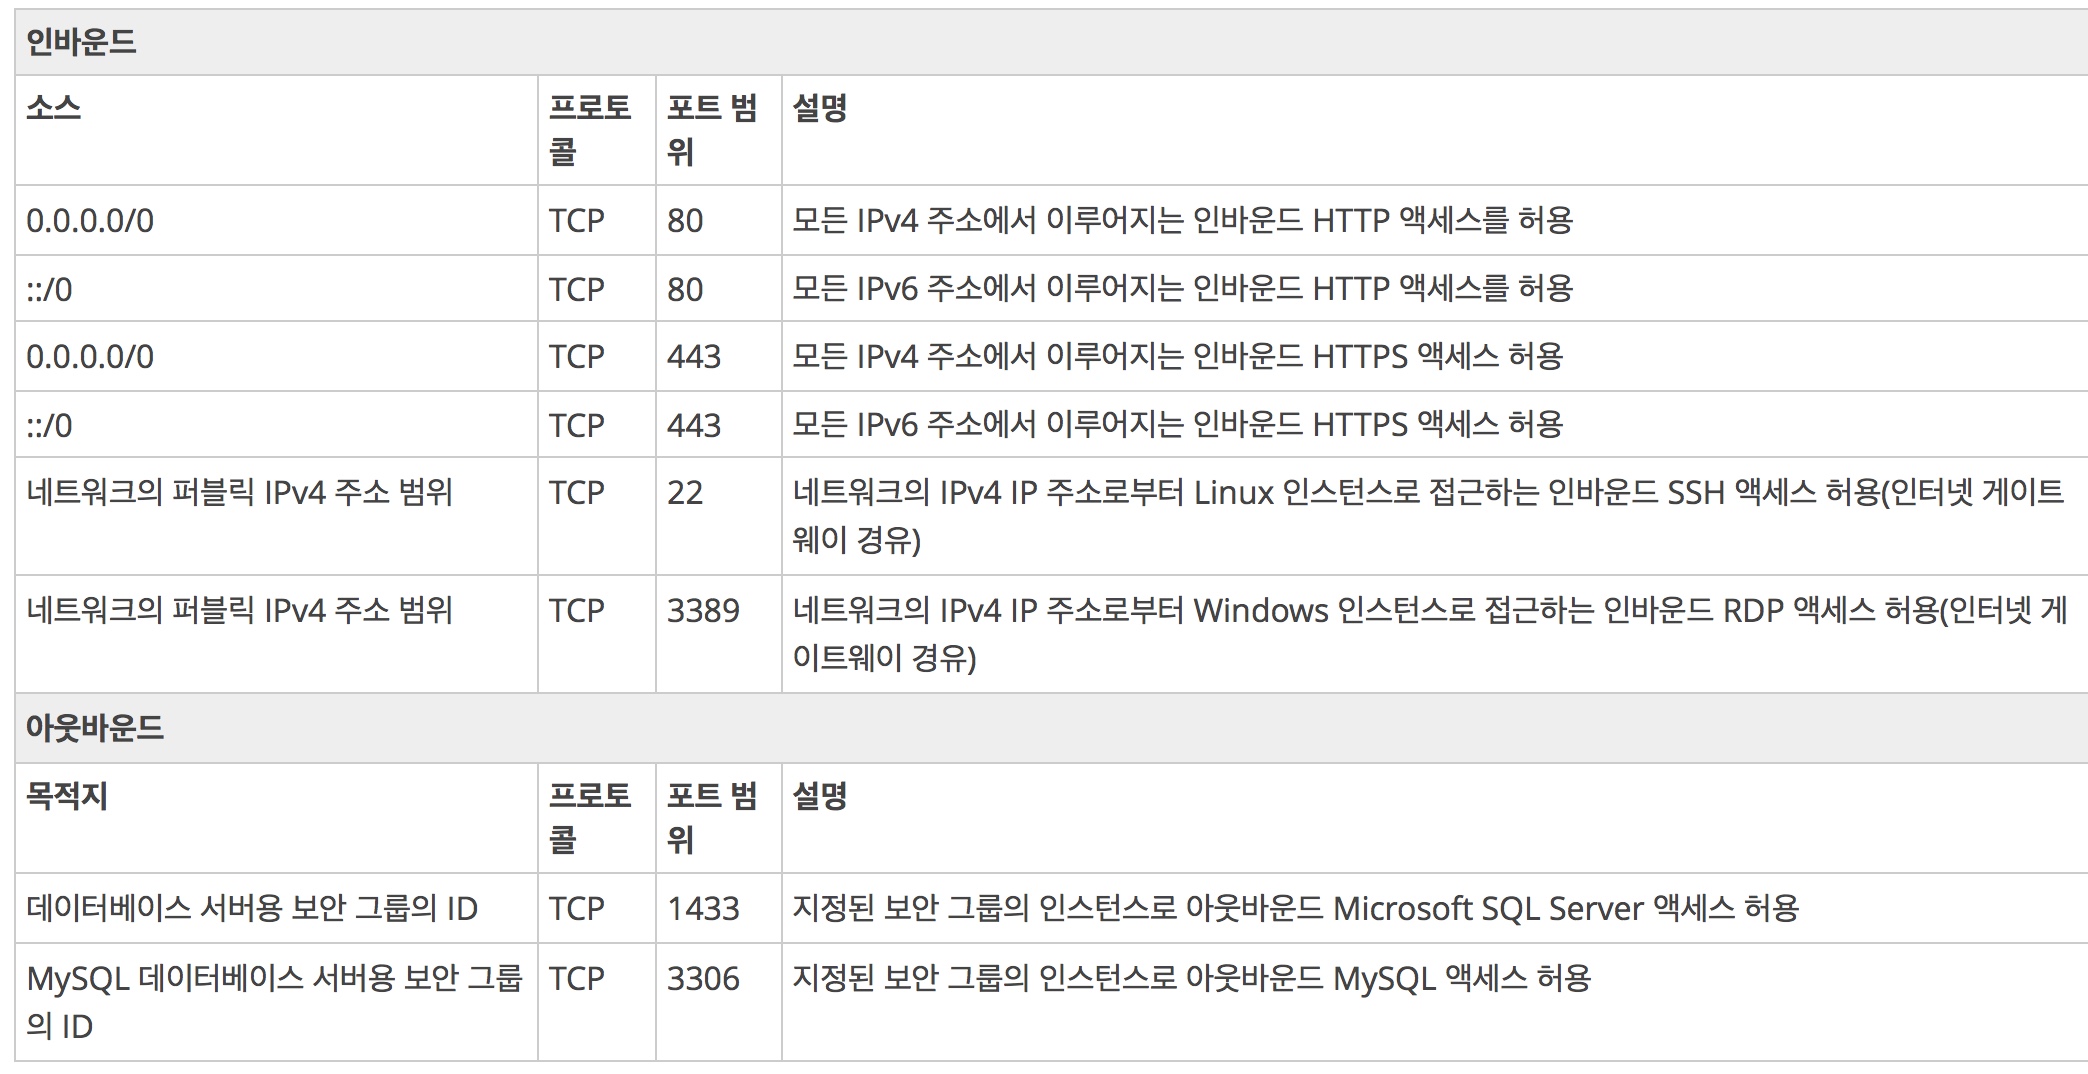 인바운드
소스 프로토 포트 범 설명
콜 위
0.0.0.0/0 TCP 80 모든 IPv4 주소에서 이루어지는 인바운드 HTTP 액세스를 허용
::/0 TCP 80 모든 IPv6 주소에서 이루어지는 인바운드 HTTP 액세스를 허용
0.0.0.0/0 TCP 443 모든 IPv4 주소에서 이루어지는 인바운드 HTTPS 액세스 허용
::/0 TCP 443 모든 IPv6 주소에서 이루어지는 인바운드 HTTPS 액세스 허용
네트워크의 퍼블릭 IPv4 주소 범위 TCP 22 네트워크의 IPv4 IP 주소로부터 Linux 인스턴스로 접근하는 인바운드 SSH 액세스 허용(인터넷 게이트
웨이 경유)
네트워크의 퍼블릭 IPv4 주소 범위 TCP 3389 네트워크의 IPv4 IP 주소로부터 Windows 인스턴스로 접근하는 인바운드 RDP 액세스 허용(인터넷 게
이트웨이 경유)
아웃바운드
목적지 프로토 포트 범 설명
콜 위
데이터베이스 서버용 보안 그룹의 ID TCP 1433 지정된 보안 그룹의 인스턴스로 아웃바운드 Microsoft SQL Server 액세스 허용
MySQL 데이터베이스 서버용 보안 그룹 TCP 3306 지정된 보안 그룹의 인스턴스로 아웃바운드 MySQL 액세스 허용
의 ID